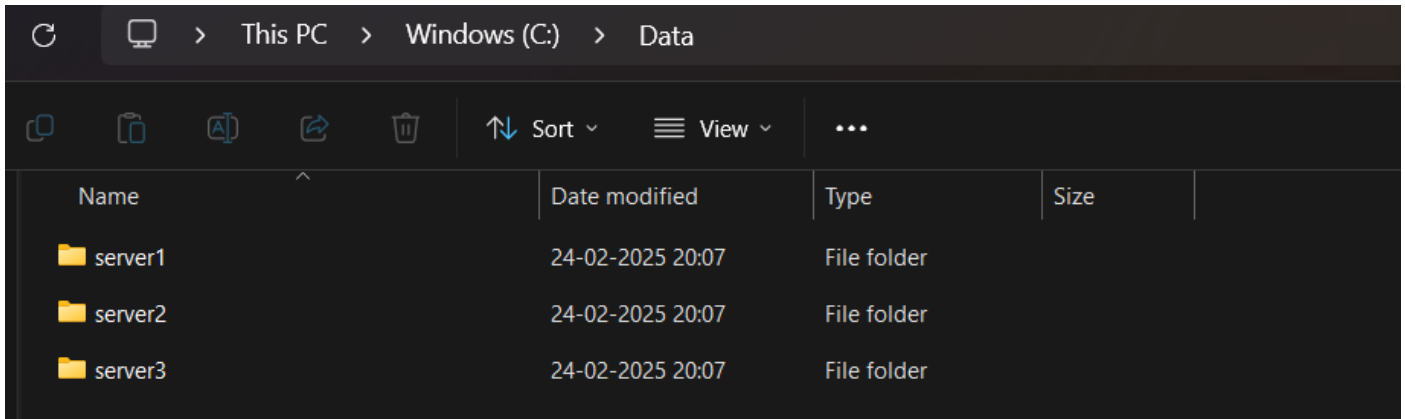 This PC > Windows (C:) > Data
Sort View
Name Date modified Type Size
server1 24-02-2025 20:07 File folder
server2 24-02-2025 20:07 File folder
server3 24-02-2025 20:07 File folder